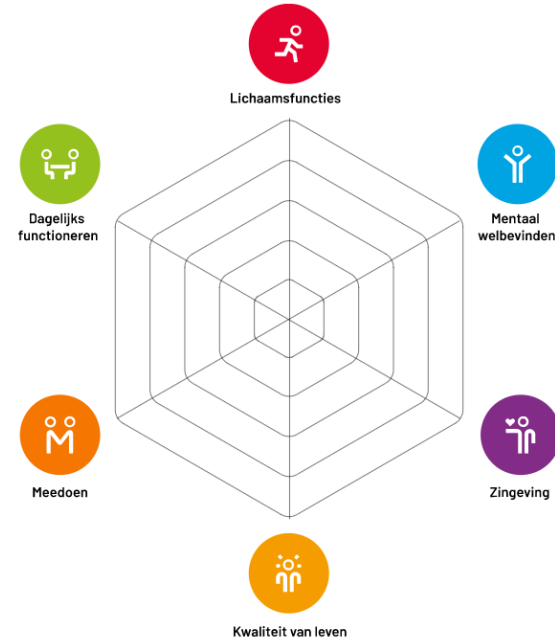 Lichaamsfuncties
Dagelijks
functioneren
Mentaal
welbevinden
Meedoen
Zingeving
Kwaliteit van leven